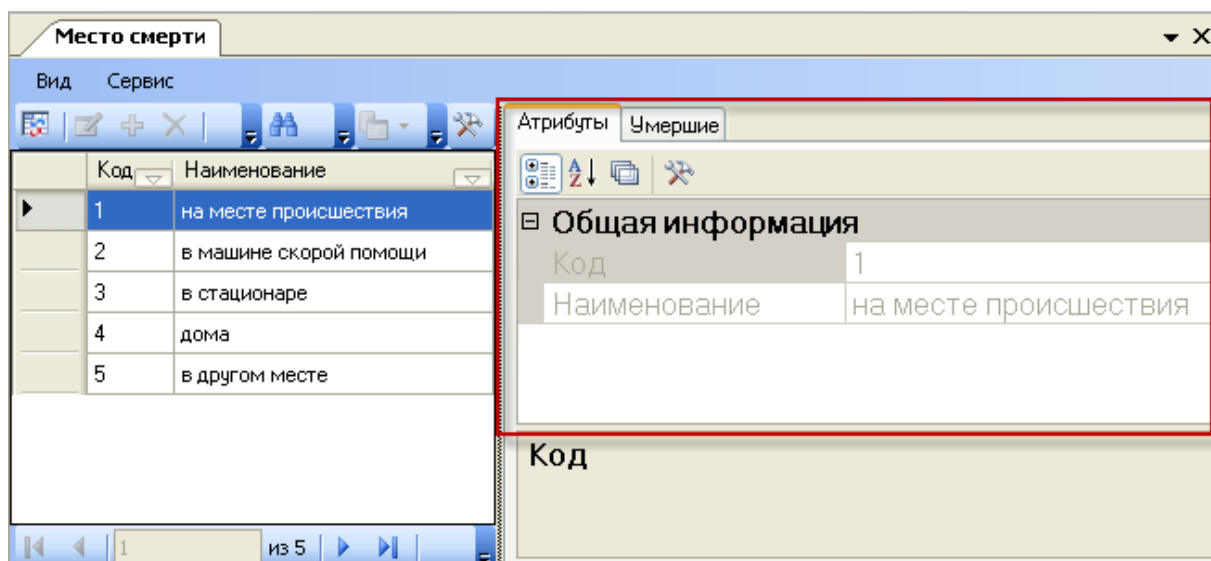 Место смерти
Вид Сервис
Код Наименование
1 на месте происшествия
2 в машине скорой помощи
3 в стационаре
4 дома
5 в другом месте
1 из 5
Атрибуты Умершие
Общая информация
Код 1
Наименование на месте происшествия
Код